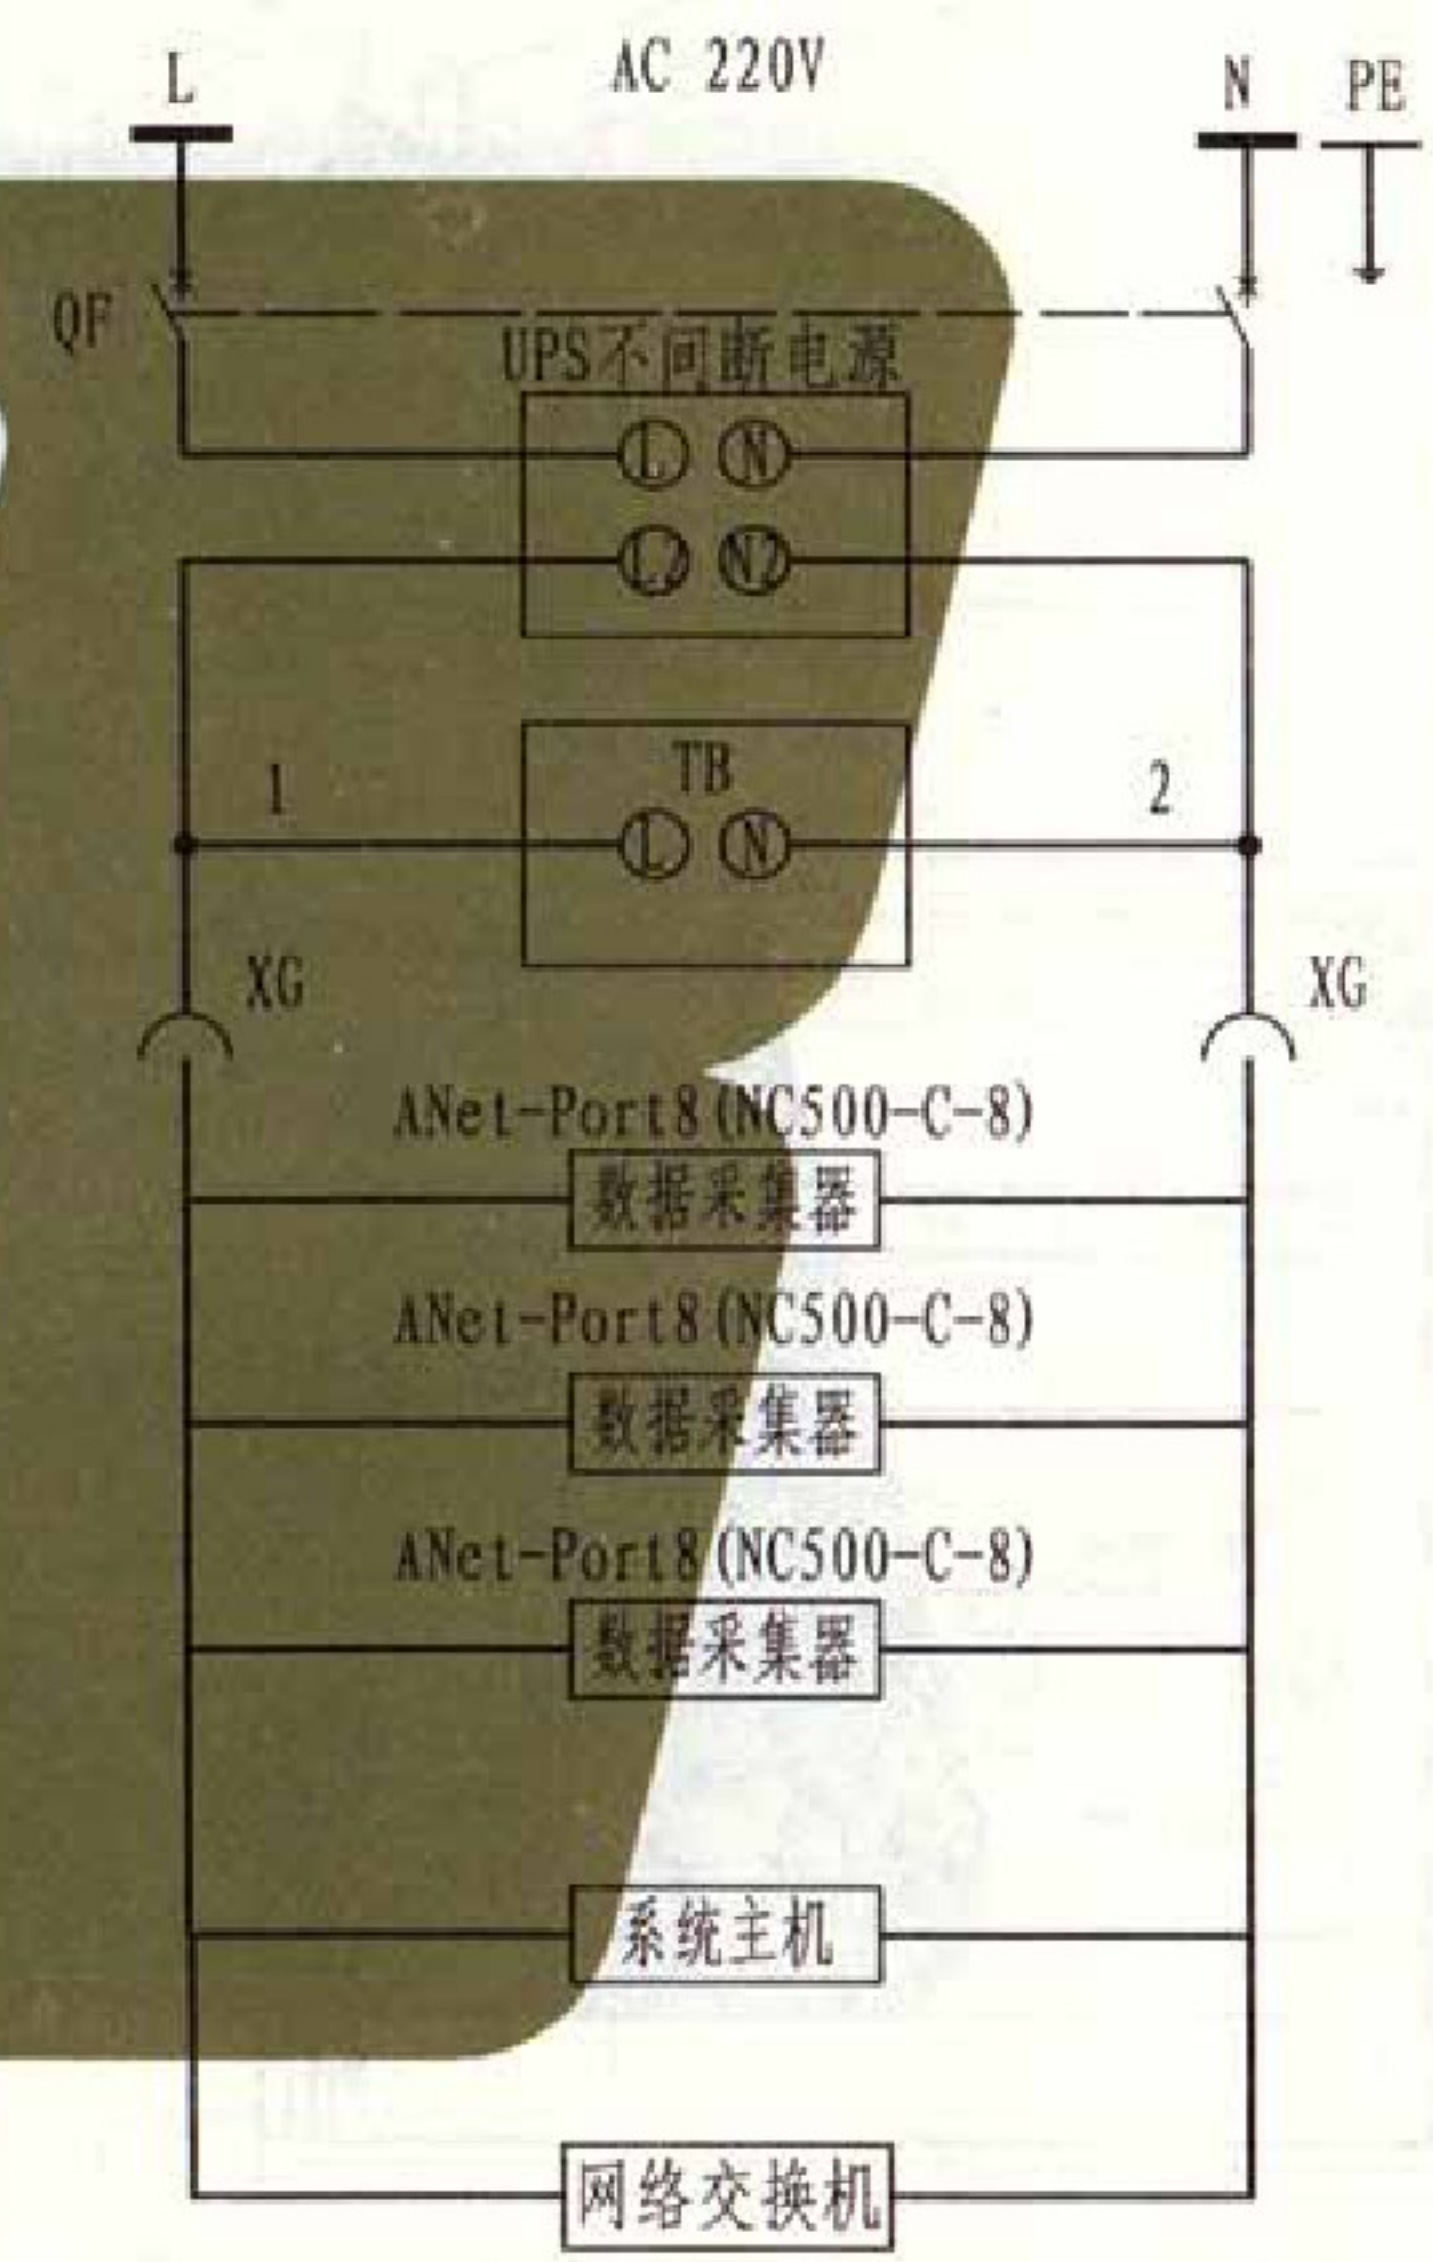 L AC 220V N PE
QF
UPS不间断电源
L N
L2 N2
TB
1 2
L N
XG XG
ANet-Port8(NC500-C-8)
数据采集器
ANet-Port8(NC500-C-8)
数据采集器
ANet-Port8(NC500-C-8)
数据采集器
系统主机
网络交换机